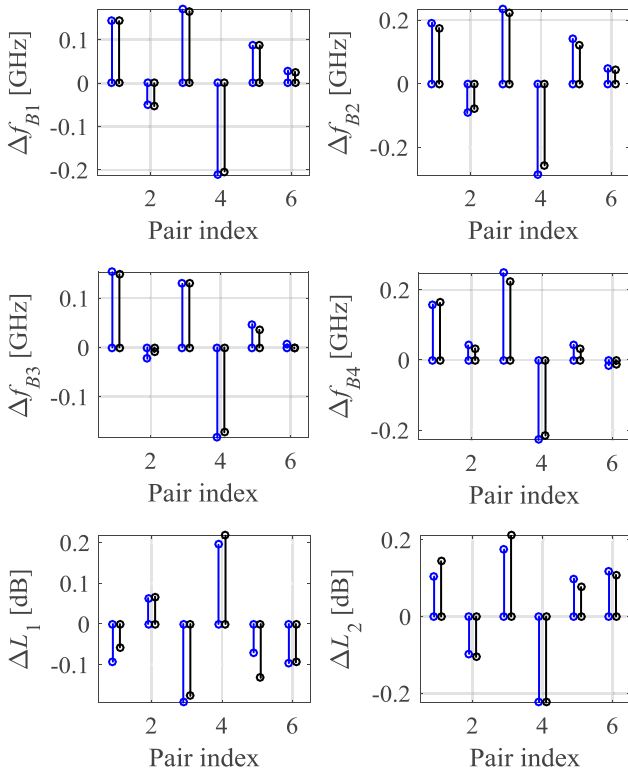 0.1
0
-0.1
-0.2
Δf_B1 [GHz]
2 4 6
Pair index
0.2
0
-0.2
Δf_B2 [GHz]
2 4 6
Pair index
0.1
0
-0.1
Δf_B3 [GHz]
2 4 6
Pair index
0.2
0
-0.2
Δf_B4 [GHz]
2 4 6
Pair index
0.2
0.1
0
-0.1
ΔL_1 [dB]
2 4 6
Pair index
0.2
0
-0.2
ΔL_2 [dB]
2 4 6
Pair index